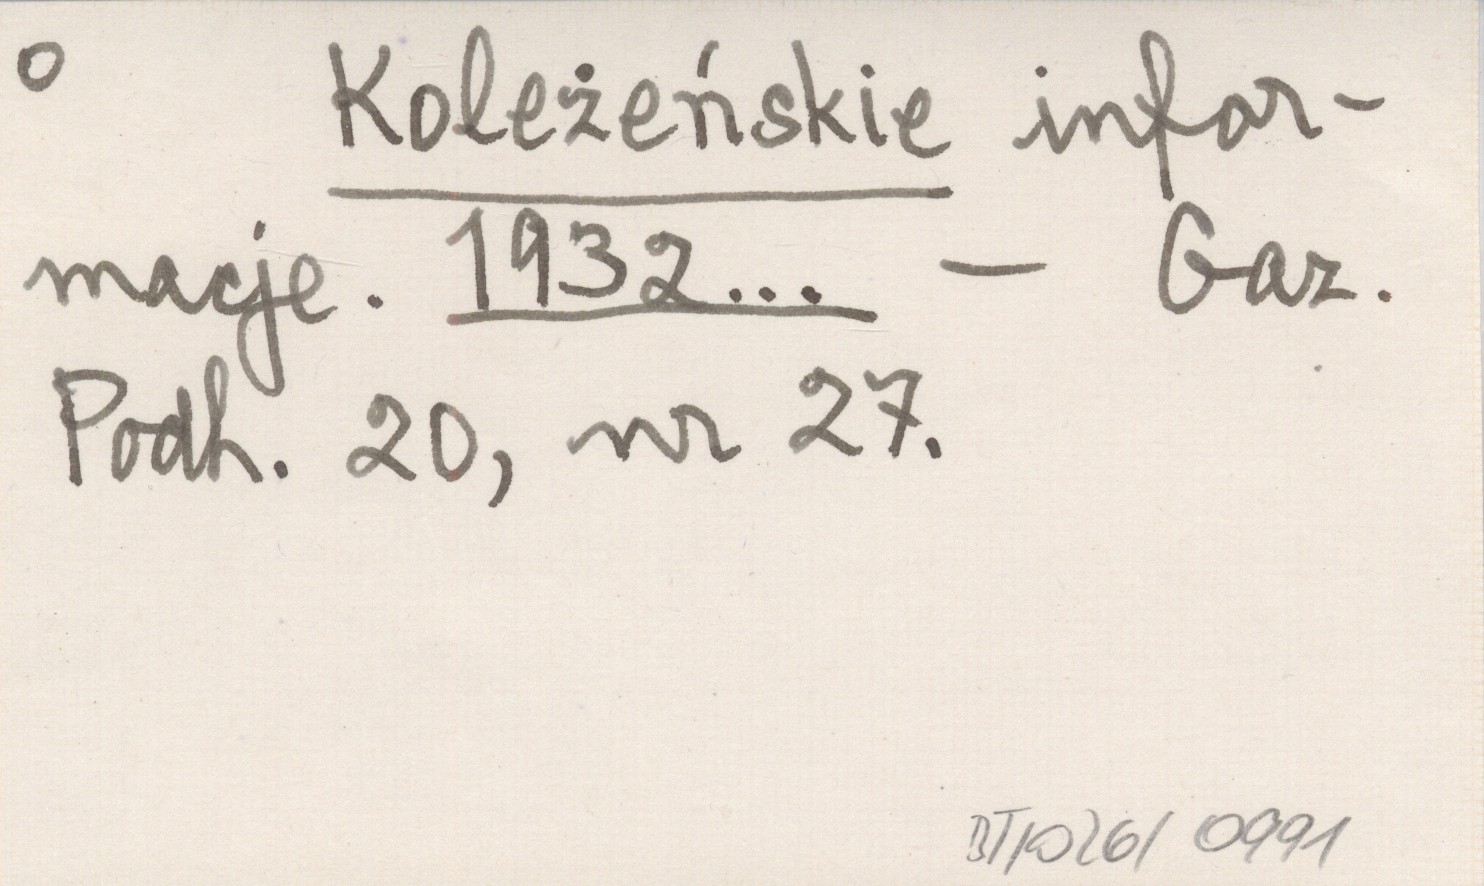 o Koleżeńskie infor-
macje. 1932... — Gaz.
Podh. 20, nr 27.
BT/026/ 0991